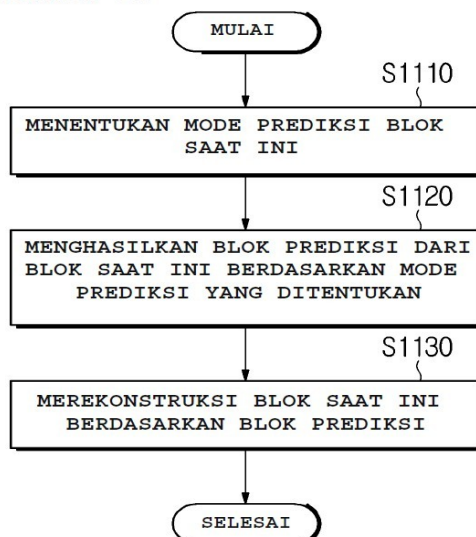 MULAI
S1110
MENENTUKAN MODE PREDIKSI BLOK
SAAT INI
S1120
MENGHASILKAN BLOK PREDIKSI DARI
BLOK SAAT INI BERDASARKAN MODE
PREDIKSI YANG DITENTUKAN
S1130
MEREKONSTRUKSI BLOK SAAT INI
BERDASARKAN BLOK PREDIKSI
SELESAI